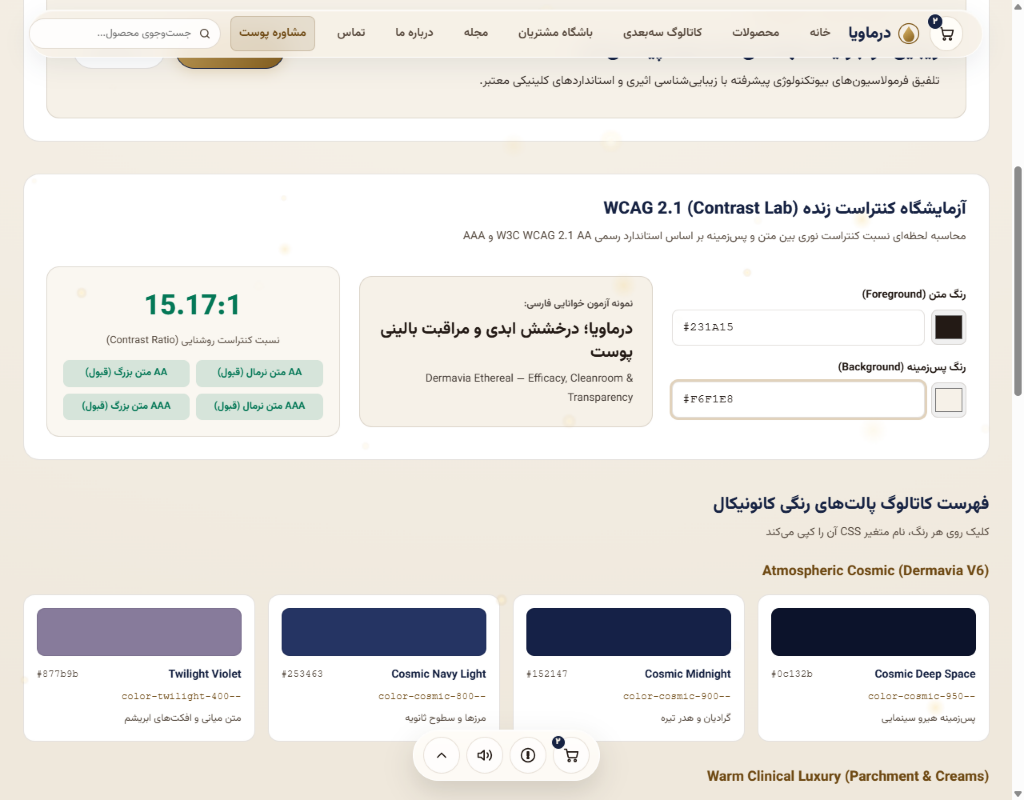 ۲
درماویا
خانه
محصولات
کاتالوگ سه‌بعدی
باشگاه مشتریان
مجله
درباره ما
تماس
مشاوره پوست
جست‌وجوی محصول...
تلفیق فرمولاسیون‌های بیوتکنولوژی پیشرفته با زیبایی‌شناسی اثیری و استانداردهای کلینیکی معتبر.
آزمایشگاه کنتراست زنده WCAG 2.1 (Contrast Lab)
محاسبه لحظه‌ای نسبت کنتراست نوری بین متن و پس‌زمینه بر اساس استاندارد رسمی W3C WCAG 2.1 AA و AAA
رنگ متن (Foreground)
#231A15
رنگ پس‌زمینه (Background)
#F6F1E8
نمونه آزمون خوانایی فارسی:
درماویا؛ درخشش ابدی و مراقبت بالینی
پوست
Dermavia Ethereal — Efficacy, Cleanroom &
Transparency
15.17:1
نسبت کنتراست روشنایی (Contrast Ratio)
AA متن نرمال (قبول)
AA متن بزرگ (قبول)
AAA متن نرمال (قبول)
AAA متن بزرگ (قبول)
فهرست کاتالوگ پالت‌های رنگی کانونیکال
کلیک روی هر رنگ، نام متغیر CSS آن را کپی می‌کند
Atmospheric Cosmic (Dermavia V6)
Cosmic Deep Space
#0c132b
color-cosmic-950--
پس‌زمینه هیرو سینمایی
Cosmic Midnight
#152147
color-cosmic-900--
گرادیان و هدر تیره
Cosmic Navy Light
#253463
color-cosmic-800--
مرزها و سطوح ثانویه
Twilight Violet
#877b9b
color-twilight-400--
متن میانی و افکت‌های ابریشم
۲
Warm Clinical Luxury (Parchment & Creams)